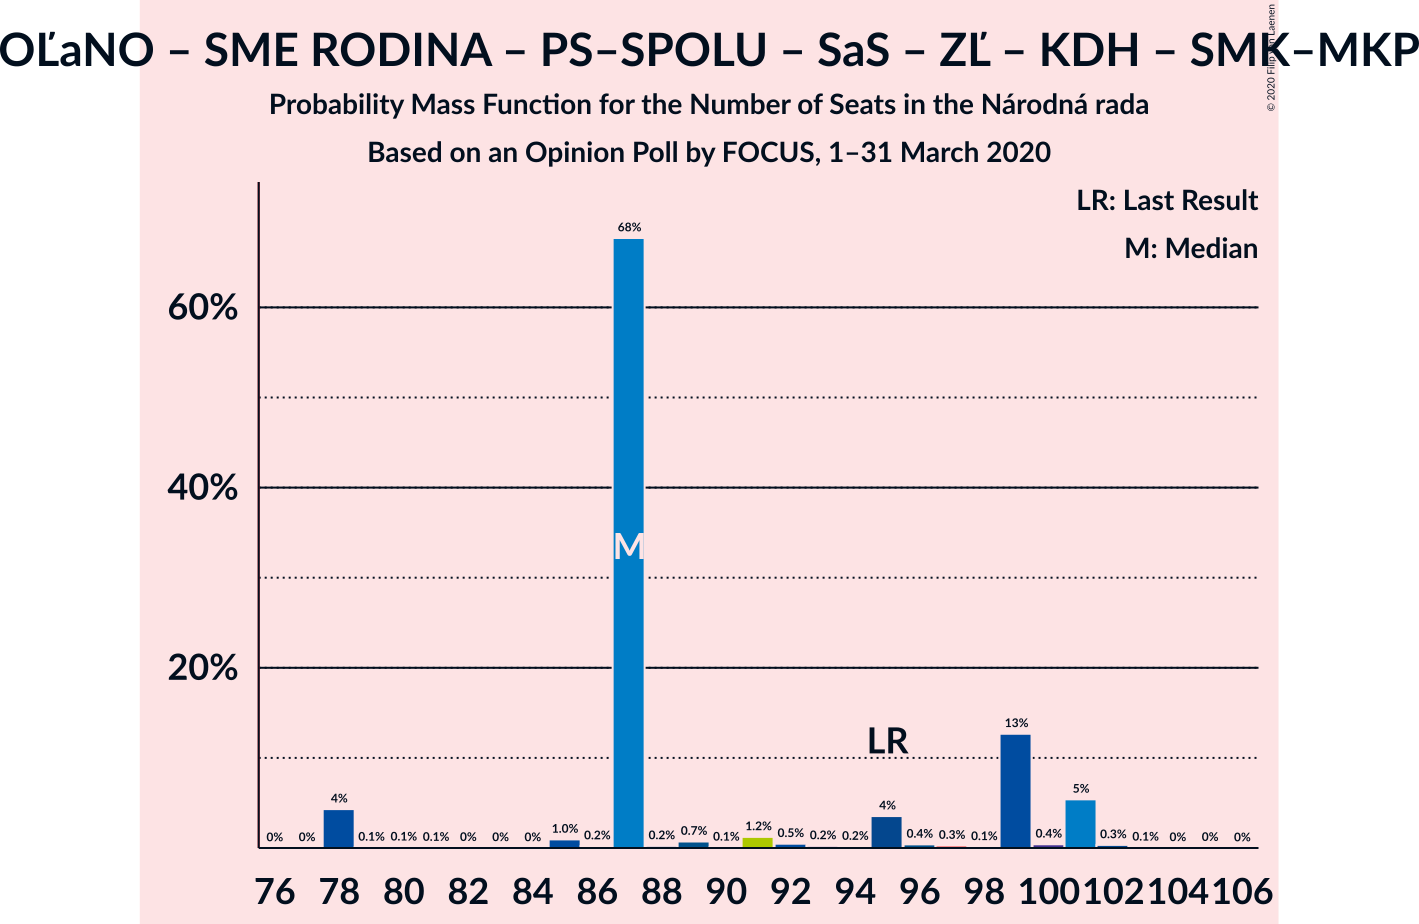 OĽaNO – SME RODINA – PS–SPOLU – SaS – ZĽ – KDH – SMK–MKP
Probability Mass Function for the Number of Seats in the Národná rada
Based on an Opinion Poll by FOCUS, 1–31 March 2020
© 2020 Filip van Laenen
LR: Last Result
M: Median
60%
40%
20%
68%
M
LR
0% 0% 4% 0.1% 0.1% 0.1% 0% 0% 0% 1.0% 0.2% 0.2% 0.7% 0.1% 1.2% 0.5% 0.2% 0.2% 4% 0.4% 0.3% 0.1% 13% 0.4% 5% 0.3% 0.1% 0% 0% 0%
76 78 80 82 84 86 88 90 92 94 96 98 100 102 104 106